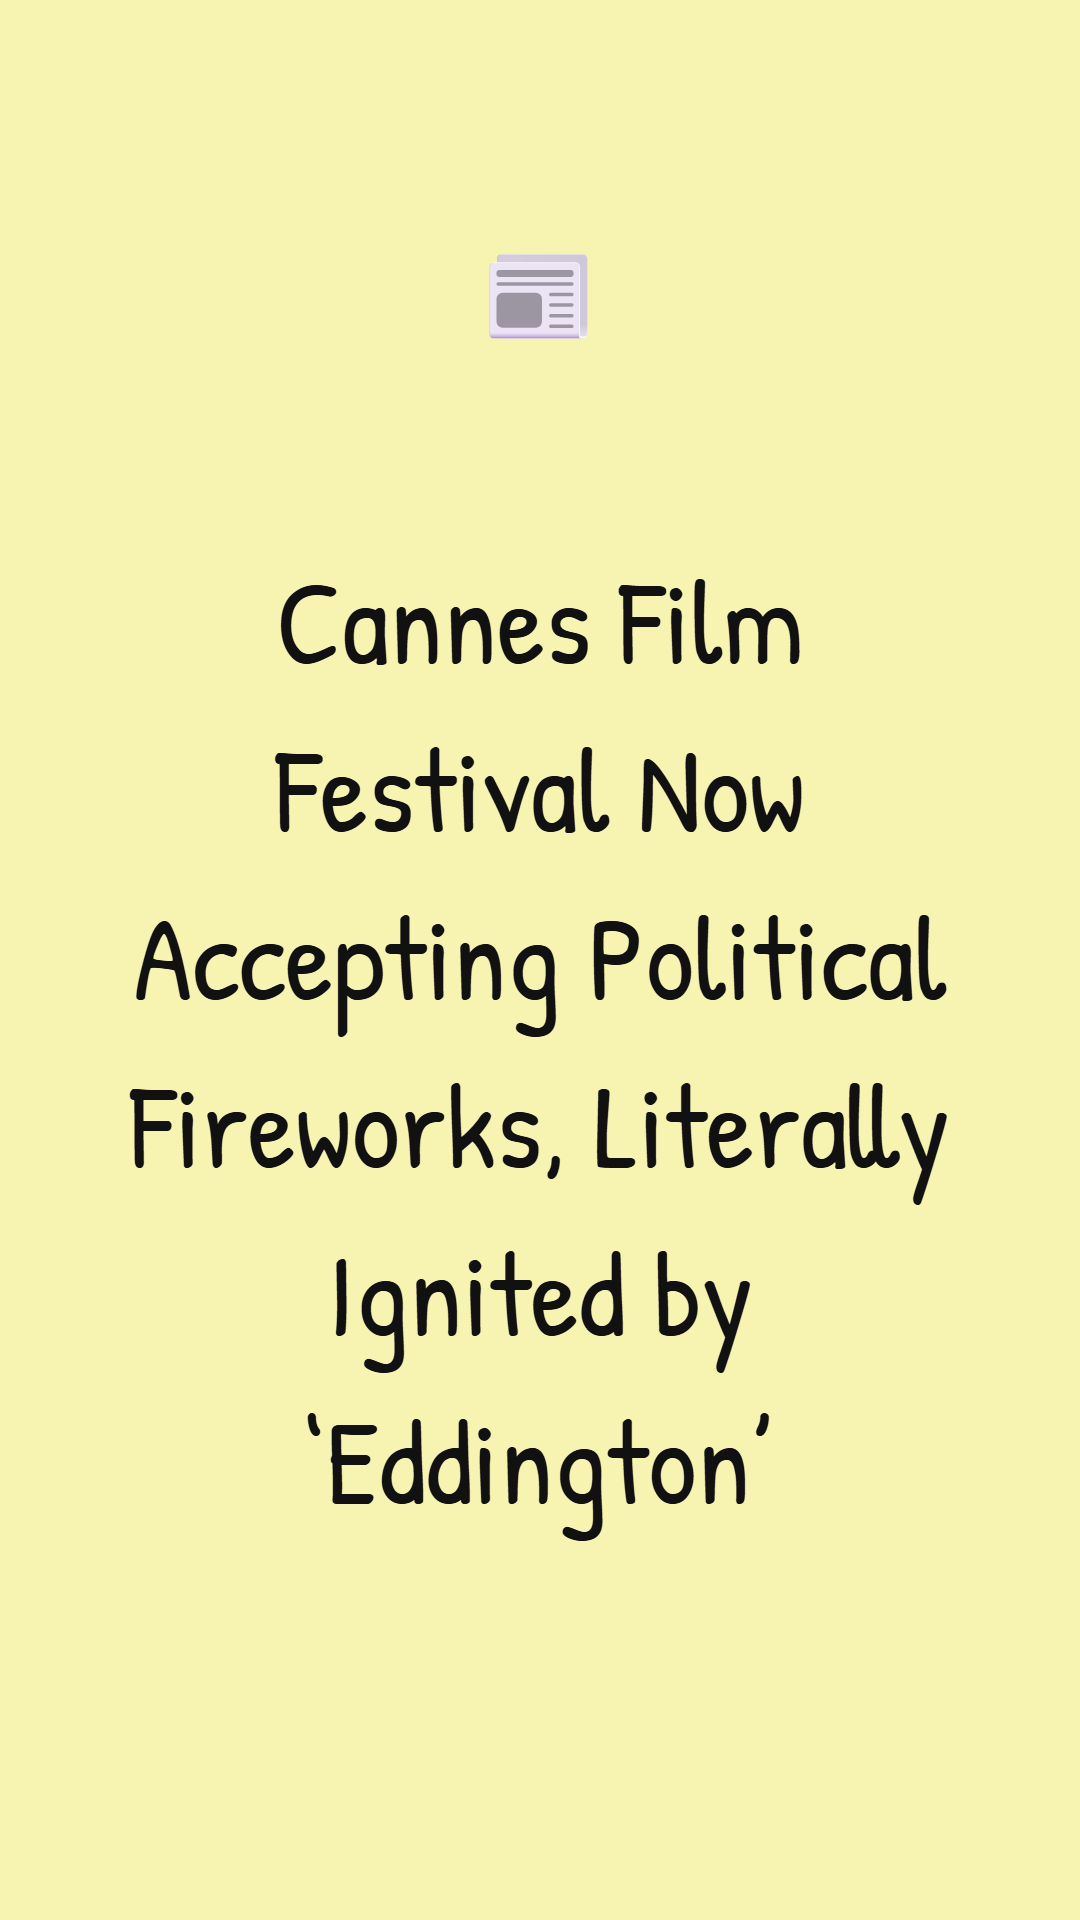 Cannes Film
Festival Now
Accepting Political
Fireworks, Literally
Ignited by
‘Eddington’